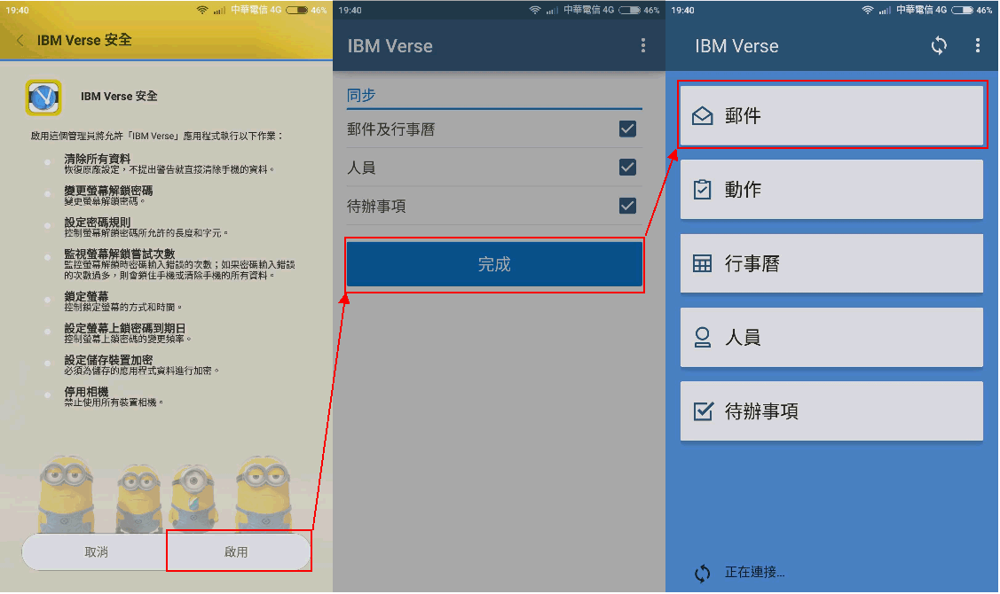 19:40
中華電信 4G
46%
IBM Verse 安全
IBM Verse 安全
啟用這個管理員將允許「IBM Verse」應用程式執行以下作業：
清除所有資料
恢復原廠設定，不提出警告就直接清除手機的資料。
變更螢幕解鎖密碼
變更螢幕解鎖密碼。
設定密碼規則
控制螢幕解鎖密碼所允許的長度和字元。
監視螢幕解鎖嘗試次數
監控螢幕解鎖時密碼輸入錯誤的次數；如果密碼輸入錯誤
的次數過多，則會鎖住手機或清除手機的所有資料。
鎖定螢幕
控制鎖定螢幕的方式和時間。
設定螢幕上鎖密碼到期日
控制螢幕上鎖密碼的變更頻率。
設定儲存裝置加密
必須為儲存的應用程式資料進行加密。
停用相機
禁止使用所有裝置相機。
取消
啟用
19:40
中華電信 4G
46%
IBM Verse
同步
郵件及行事曆
人員
待辦事項
完成
19:40
中華電信 4G
46%
IBM Verse
郵件
動作
行事曆
人員
待辦事項
正在連接...